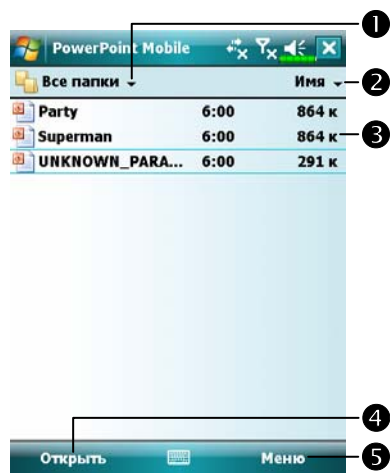 1
PowerPoint Mobile
Все папки Имя 2
Party 6:00 864 к
Superman 6:00 864 к 3
UNKNOWN_PARA... 6:00 291 к
4
Открыть Меню 5